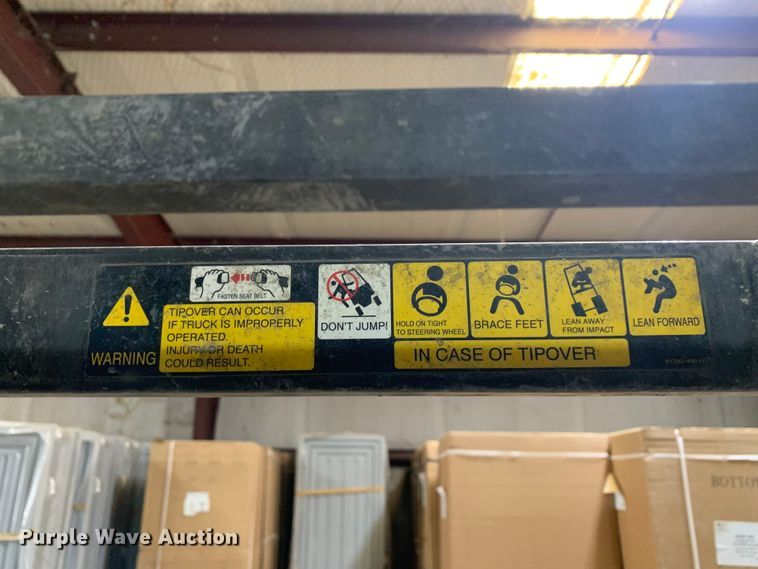 FASTEN SEAT BELT
WARNING
TIPOVER CAN OCCUR
IF TRUCK IS IMPROPERLY
OPERATED.
INJURY OR DEATH
COULD RESULT.
DON'T JUMP!
HOLD ON TIGHT
TO STEERING WHEEL
BRACE FEET
LEAN AWAY
FROM IMPACT
LEAN FORWARD
IN CASE OF TIPOVER
Purple Wave Auction